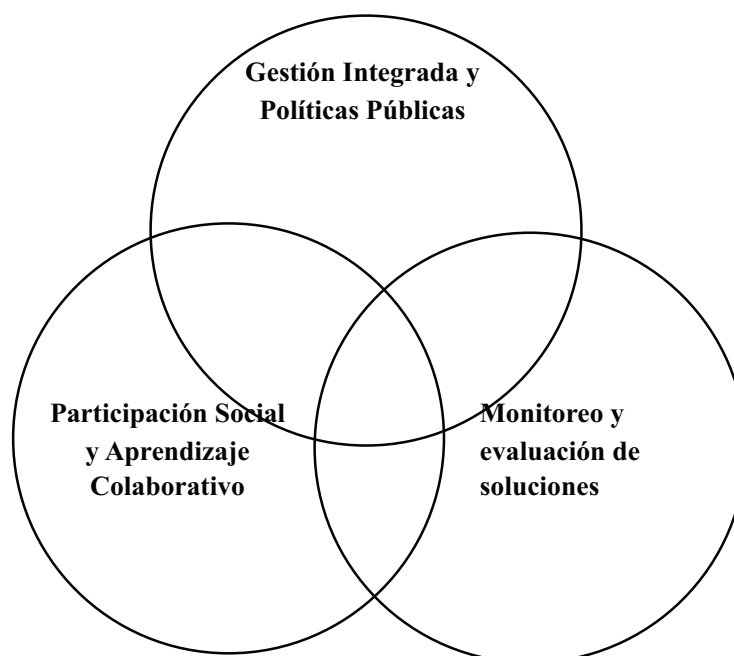 Gestión Integrada y
Políticas Públicas
Participación Social
y Aprendizaje
Colaborativo
Monitoreo y
evaluación de
soluciones